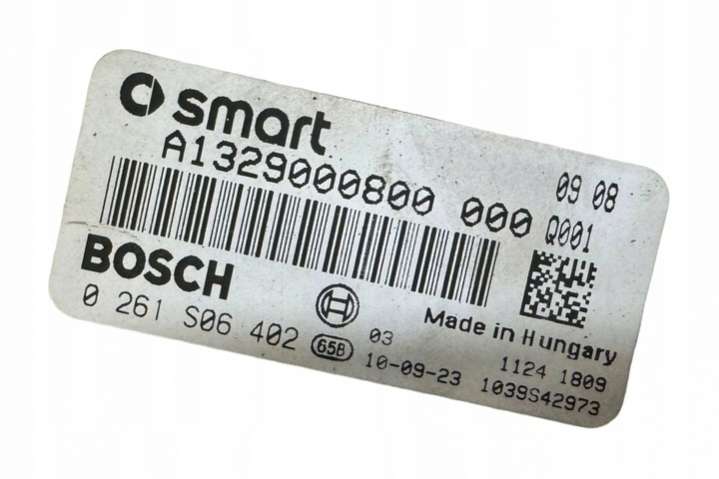 smart
A1329000800 000
09 08
Q001
BOSCH
0 261 S06 402
65B
03
10-09-23
Made in Hungary
1124 1809
1039S42973